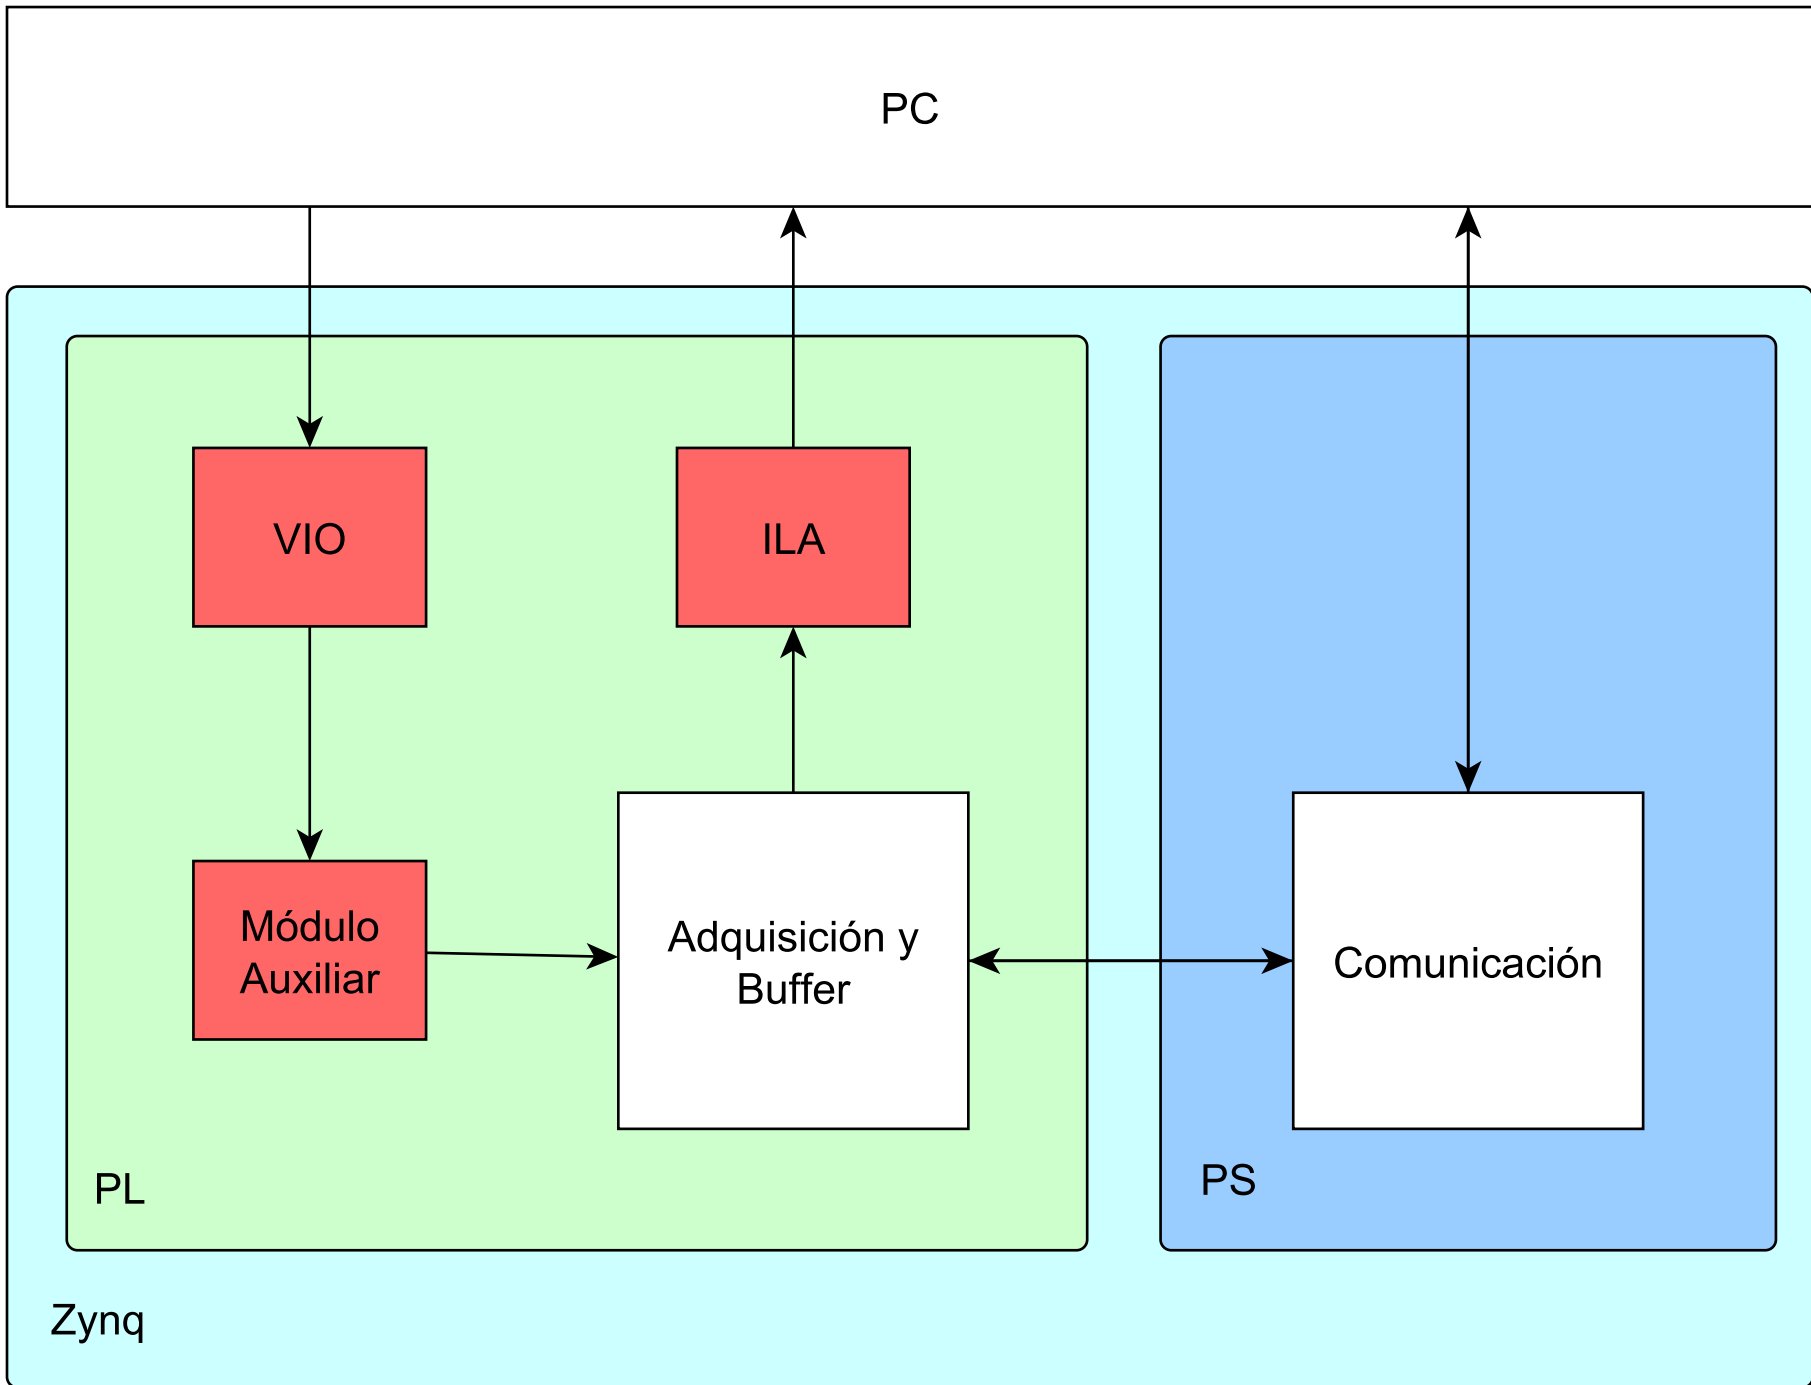 PC
VIO
ILA
Módulo
Auxiliar
Adquisición y
Buffer
Comunicación
PL
PS
Zynq